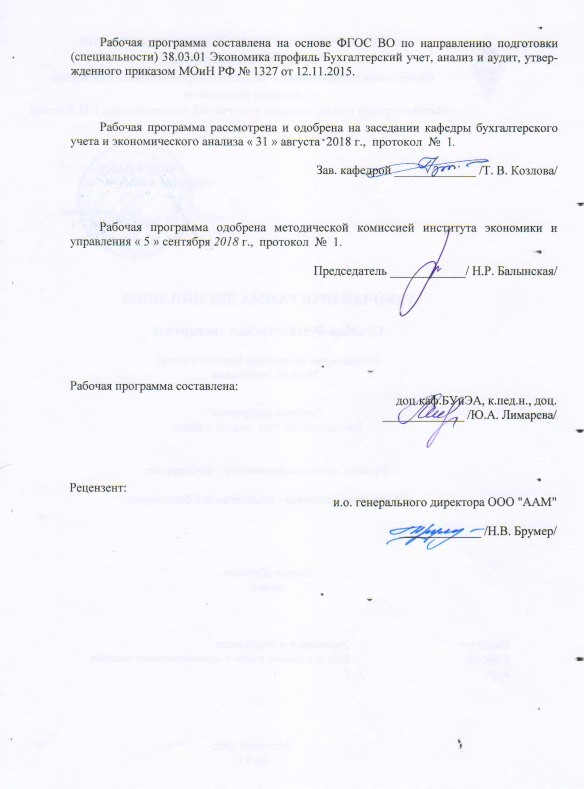 Рабочая программа составлена на основе ФГОС ВО по направлению подготовки
(специальности) 38.03.01 Экономика профиль Бухгалтерский учет, анализ и аудит, утвер-
жденного приказом МОиН РФ № 1327 от 12.11.2015.
Рабочая программа рассмотрена и одобрена на заседании кафедры бухгалтерского
учета и экономического анализа « 31 » августа 2018 г., протокол № 1.
Зав. кафедрой _____________ /Т. В. Козлова/
Рабочая программа одобрена методической комиссией института экономики и
управления « 5 » сентября 2018 г., протокол № 1.
Председатель ____________/ Н.Р. Балынская/
Рабочая программа составлена:
доц.каф.БУиЭА, к.пед.н., доц.
_____________ /Ю.А. Лимарева/
Рецензент:
и.о. генерального директора ООО "ААМ"
_____________ /Н.В. Брумер/